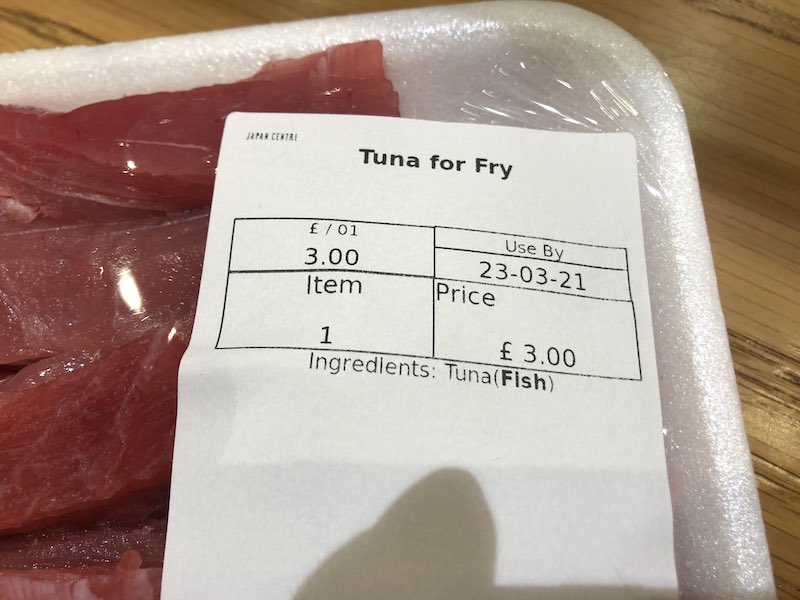 JAPAN CENTRE
Tuna for Fry
£ / 01
3.00
Use By
23-03-21
Item
1
Price
£ 3.00
Ingredients: Tuna(Fish)